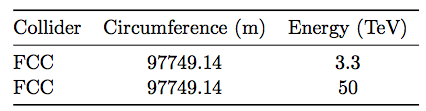 Collider Circumference (m) Energy (TeV)
FCC 97749.14 3.3
FCC 97749.14 50